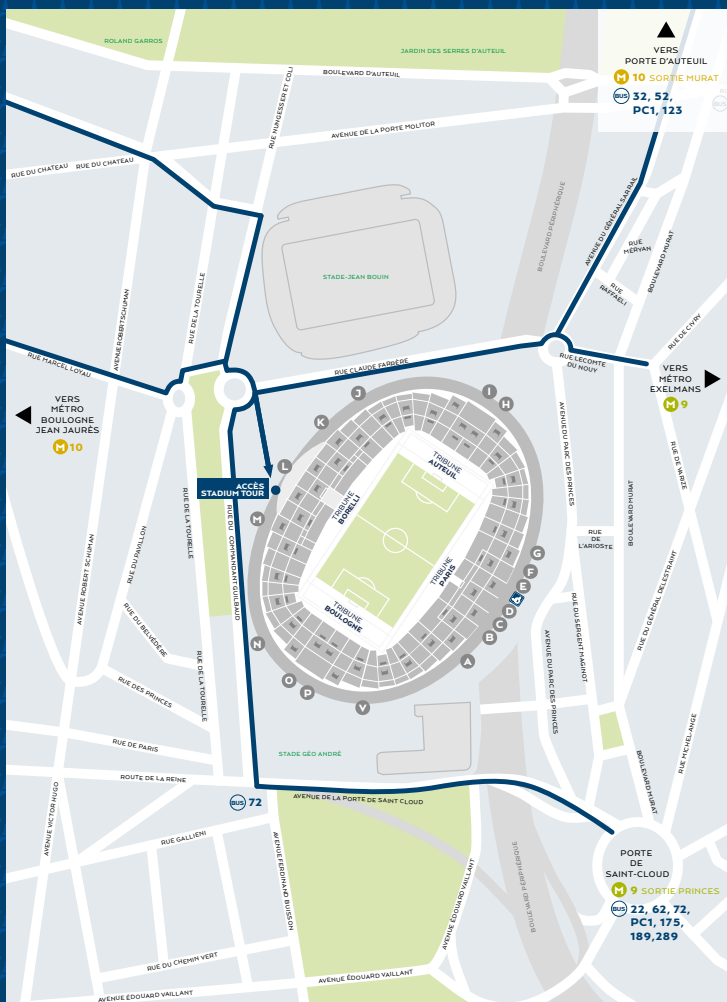 ROLAND GARROS
JARDIN DES SERRES D'AUTEUIL
BOULEVARD D'AUTEUIL
VERS
PORTE D'AUTEUIL
M 10 SORTIE MURAT
BUS 32, 52,
PC1, 123
BUS
RUE NUNGESSER ET COLI
AVENUE DE LA PORTE MOLITOR
RUE DU CHATEAU
RUE DU CHATEAU
BOULEVARD PÉRIPHÉRIQUE
AVENUE DU GÉNÉRAL SARRAIL
RUE
MÉRYAN
RUE
RAFFAELI
BOULEVARD MURAT
RUE DE CIVRY
STADE-JEAN BOUIN
AVENUE ROBERT SCHUMAN
RUE DE LA TOURELLE
RUE MARCEL LOYAU
RUE CLAUDE FARRÈRE
RUE LECOMTE
DU NOUY
VERS
MÉTRO
EXELMANS
M 9
VERS
MÉTRO
BOULOGNE
JEAN JAURÈS
M 10
J
I
H
K
L
M
N
O
P
V
A
B
C
D
E
F
G
ACCÈS
STADIUM TOUR
TRIBUNE
AUTEUIL
TRIBUNE
BORELLI
TRIBUNE
PARIS
TRIBUNE
BOULOGNE
AVENUE DU PARC DES PRINCES
BOULEVARD MURAT
RUE DE VARIZE
RUE
DE
L'ARIOSTE
RUE DU GÉNÉRAL DELESTRAINT
RUE DU SERGENT MAGINOT
AVENUE DU PARC DES PRINCES
RUE DE LA TOURELLE
RUE DU COMMANDANT GUILBAUD
RUE DU PAVILLON
AVENUE ROBERT SCHUMAN
RUE DU BELVÉDÈRE
RUE DE LA TOURELLE
RUE DES PRINCES
RUE DE PARIS
ROUTE DE LA REINE
STADE GÉO ANDRÉ
BUS 72
AVENUE DE LA PORTE DE SAINT CLOUD
BOULEVARD MURAT
RUE MICHEL-ANGE
AVENUE VICTOR HUGO
RUE GALLIÉNI
AVENUE FERDINAND BUISSON
BOULEVARD PÉRIPHÉRIQUE
AVENUE ÉDOUARD VAILLANT
PORTE
DE
SAINT-CLOUD
M 9 SORTIE PRINCES
BUS 22, 62, 72,
PC1, 175,
189,289
RUE DU CHEMIN VERT
AVENUE ÉDOUARD VAILLANT
AVENUE ÉDOUARD VAILLANT